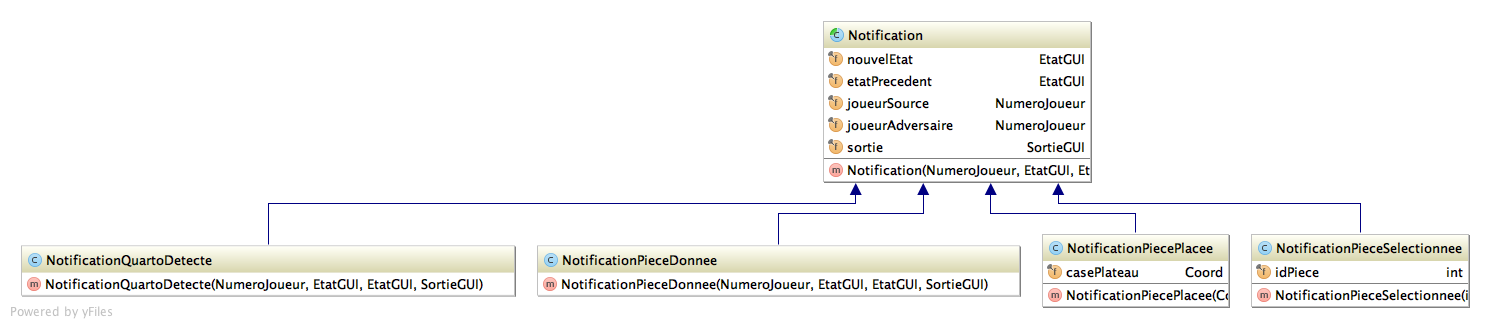 Notification
nouvelEtat EtatGUI
etatPrecedent EtatGUI
joueurSource NumeroJoueur
joueurAdversaire NumeroJoueur
sortie SortieGUI
Notification(NumeroJoueur, EtatGUI, Et
NotificationQuartoDetecte
NotificationQuartoDetecte(NumeroJoueur, EtatGUI, EtatGUI, SortieGUI)
NotificationPieceDonnee
NotificationPieceDonnee(NumeroJoueur, EtatGUI, EtatGUI, SortieGUI)
NotificationPiecePlacee
casePlateau Coord
NotificationPiecePlacee(Co
NotificationPieceSelectionnee
idPiece int
NotificationPieceSelectionnee(i
Powered by yFiles